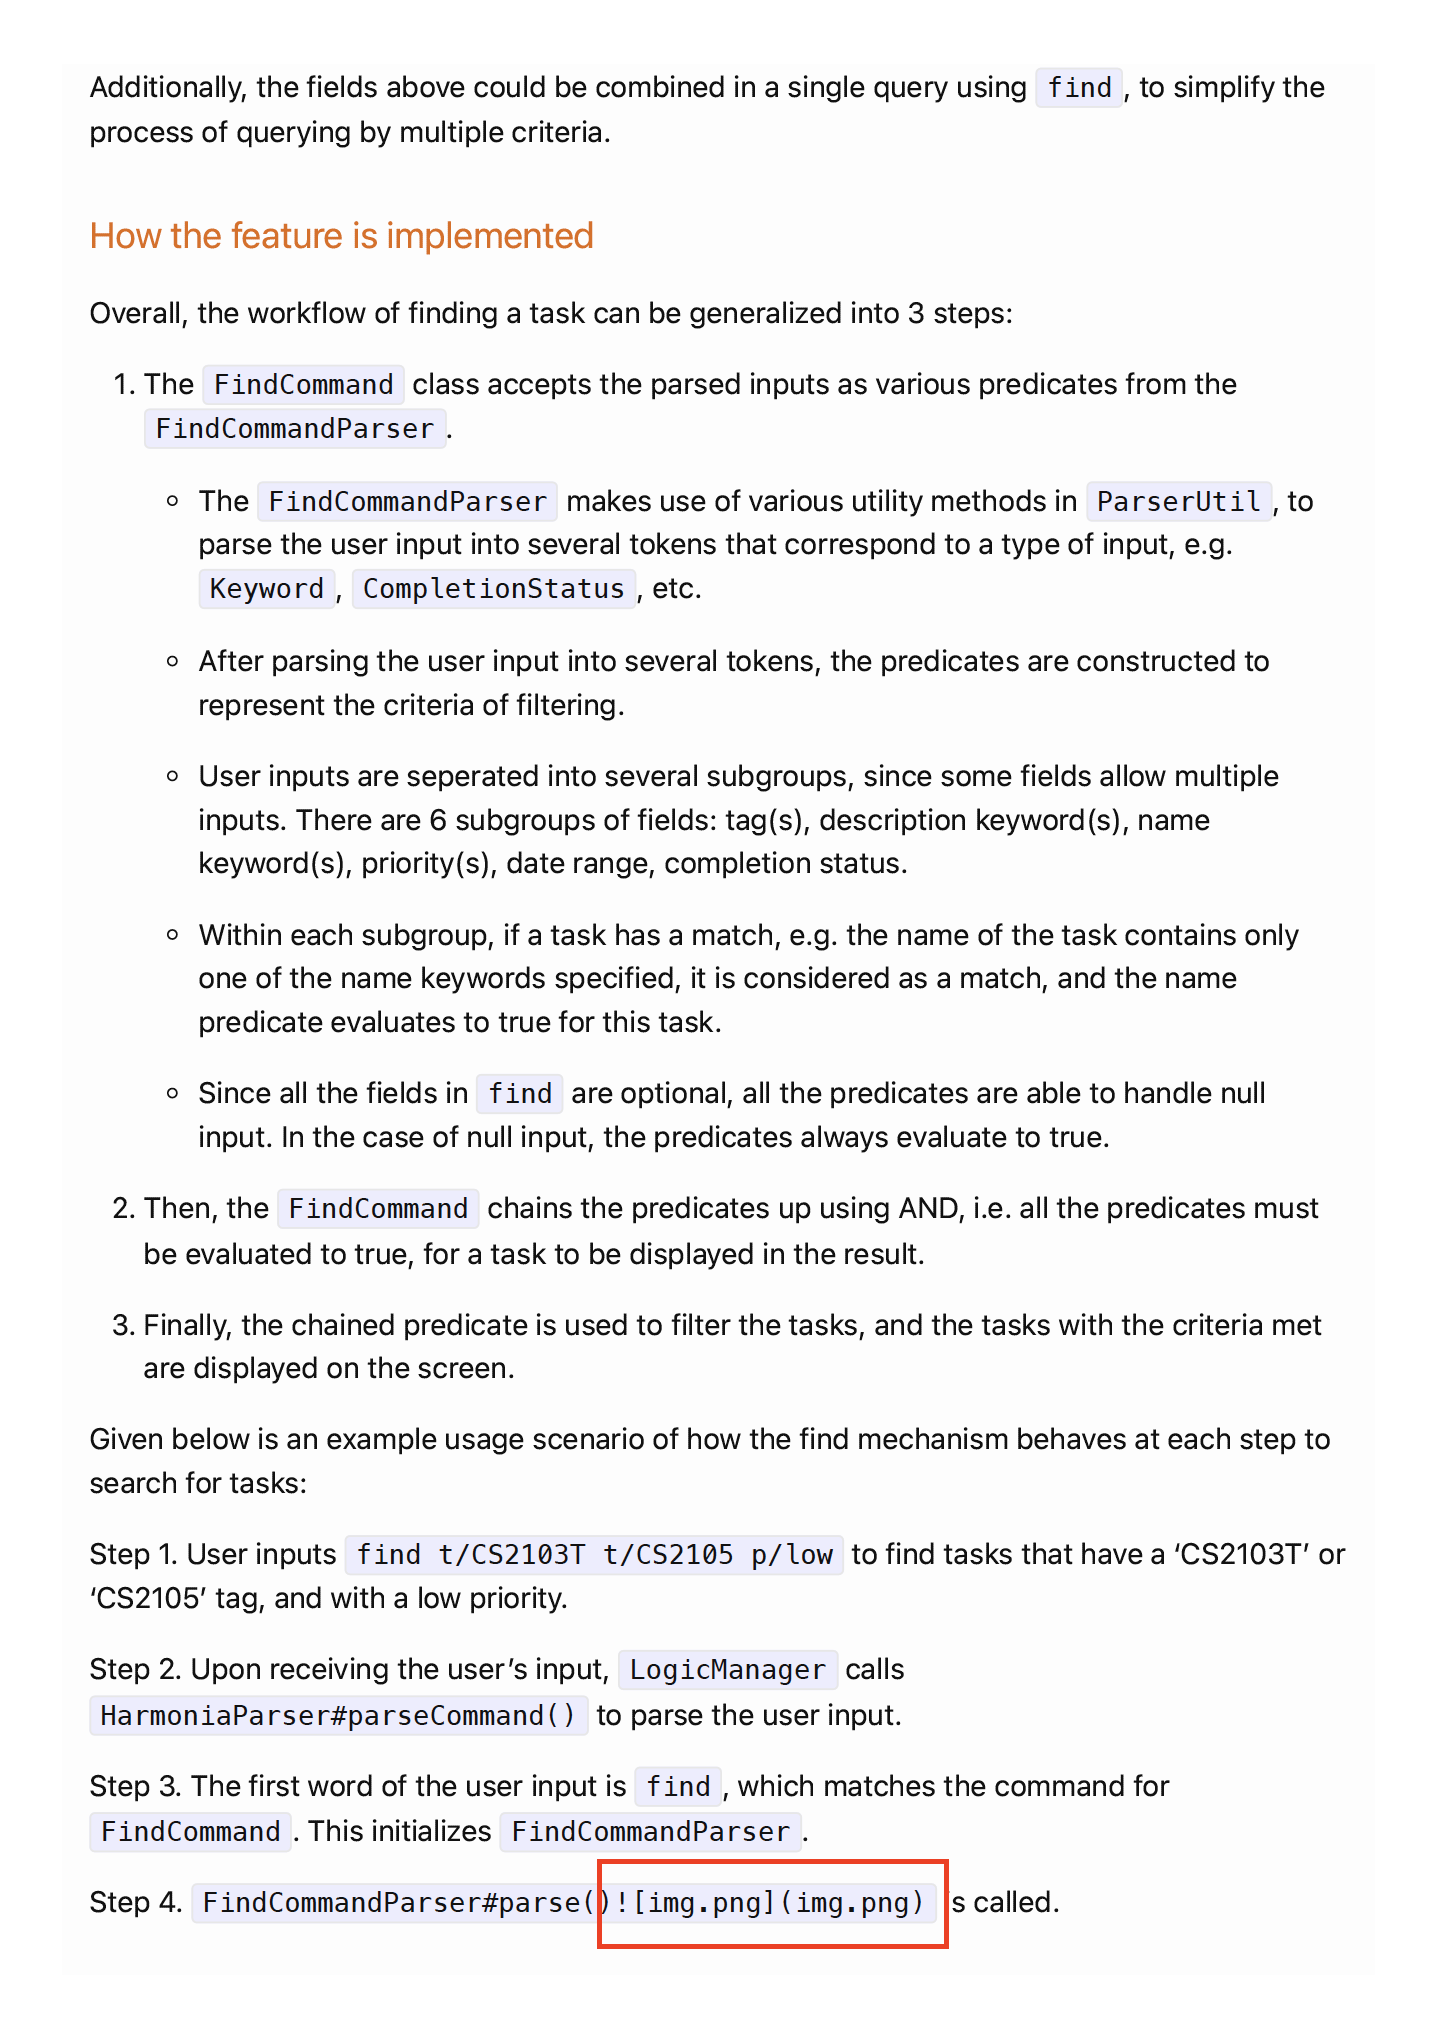 Additionally, the fields above could be combined in a single query using find, to simplify the
process of querying by multiple criteria.
How the feature is implemented
Overall, the workflow of finding a task can be generalized into 3 steps:
1. The FindCommand class accepts the parsed inputs as various predicates from the
FindCommandParser.
◦ The FindCommandParser makes use of various utility methods in ParserUtil, to
parse the user input into several tokens that correspond to a type of input, e.g.
Keyword, CompletionStatus, etc.
◦ After parsing the user input into several tokens, the predicates are constructed to
represent the criteria of filtering.
◦ User inputs are seperated into several subgroups, since some fields allow multiple
inputs. There are 6 subgroups of fields: tag(s), description keyword(s), name
keyword(s), priority(s), date range, completion status.
◦ Within each subgroup, if a task has a match, e.g. the name of the task contains only
one of the name keywords specified, it is considered as a match, and the name
predicate evaluates to true for this task.
◦ Since all the fields in find are optional, all the predicates are able to handle null
input. In the case of null input, the predicates always evaluate to true.
2. Then, the FindCommand chains the predicates up using AND, i.e. all the predicates must
be evaluated to true, for a task to be displayed in the result.
3. Finally, the chained predicate is used to filter the tasks, and the tasks with the criteria met
are displayed on the screen.
Given below is an example usage scenario of how the find mechanism behaves at each step to
search for tasks:
Step 1. User inputs find t/CS2103T t/CS2105 p/low to find tasks that have a ‘CS2103T’ or
‘CS2105’ tag, and with a low priority.
Step 2. Upon receiving the user’s input, LogicManager calls
HarmoniaParser#parseCommand() to parse the user input.
Step 3. The first word of the user input is find, which matches the command for
FindCommand. This initializes FindCommandParser.
Step 4. FindCommandParser#parse()![img.png](img.png) s called.